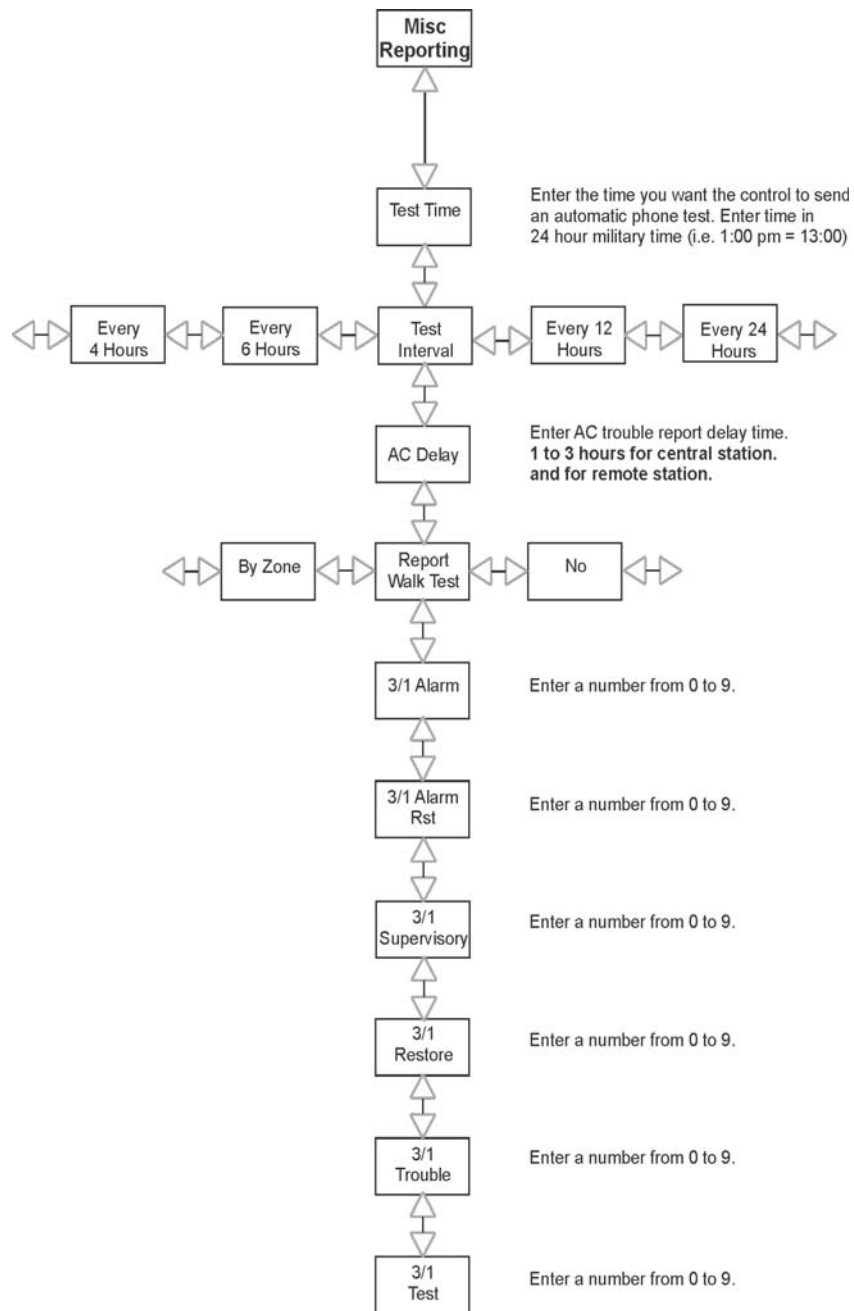 Misc
Reporting
Test Time
Enter the time you want the control to send
an automatic phone test. Enter time in
24 hour military time (i.e. 1:00 pm = 13:00)
Every
4 Hours
Every
6 Hours
Test
Interval
Every 12
Hours
Every 24
Hours
AC Delay
Enter AC trouble report delay time.
1 to 3 hours for central station.
and for remote station.
By Zone
Report
Walk Test
No
3/1 Alarm
Enter a number from 0 to 9.
3/1 Alarm
Rst
Enter a number from 0 to 9.
3/1
Supervisory
Enter a number from 0 to 9.
3/1
Restore
Enter a number from 0 to 9.
3/1
Trouble
Enter a number from 0 to 9.
3/1
Test
Enter a number from 0 to 9.